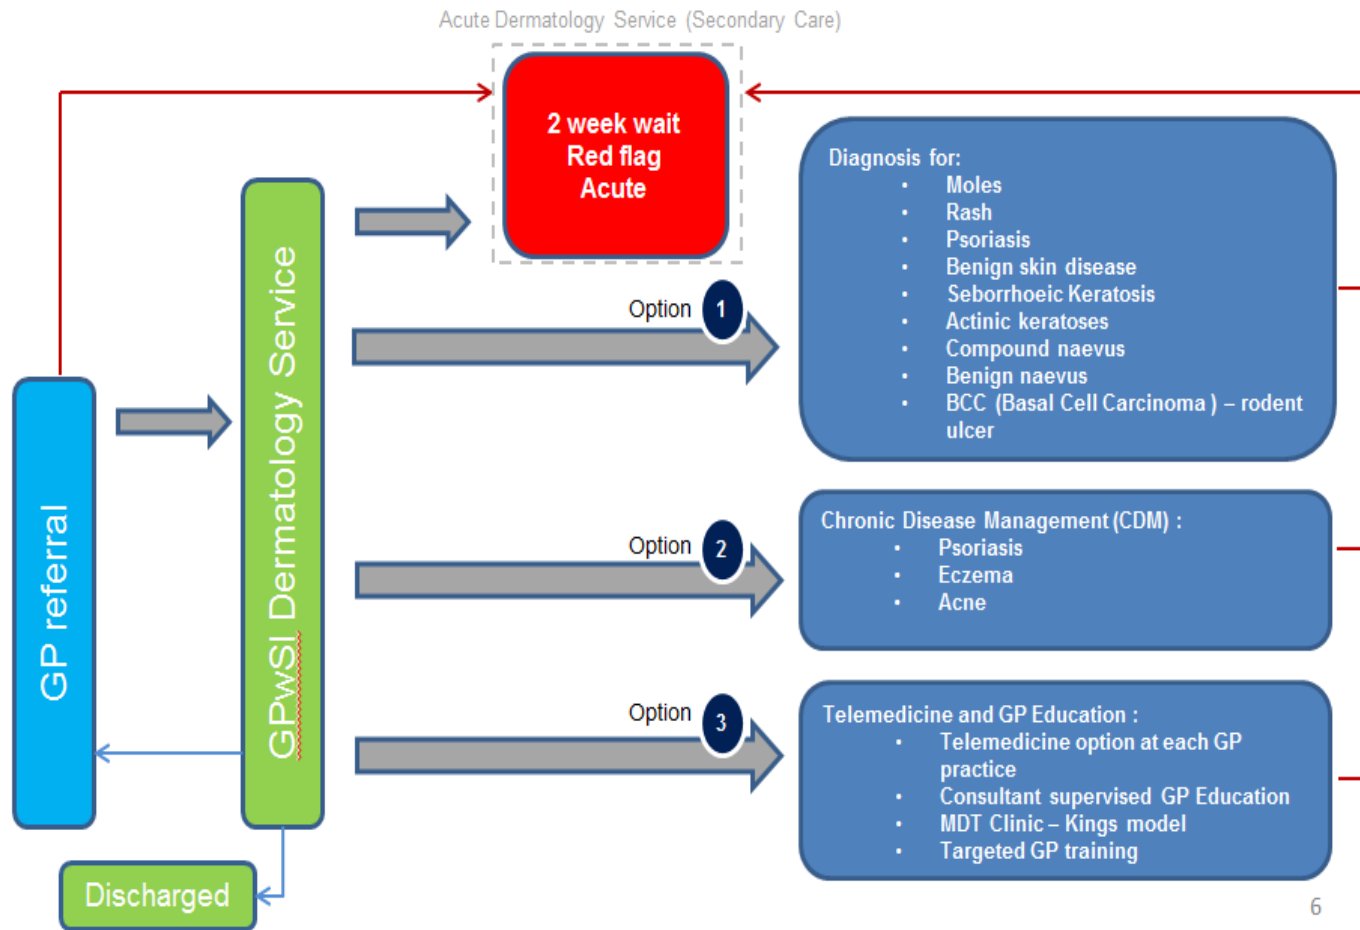 Acute Dermatology Service (Secondary Care)
2 week wait
Red flag
Acute
GP referral
GPwSI Dermatology Service
Discharged
Option 1
Diagnosis for:
• Moles
• Rash
• Psoriasis
• Benign skin disease
• Seborrhoeic Keratosis
• Actinic keratoses
• Compound naevus
• Benign naevus
• BCC (Basal Cell Carcinoma ) – rodent
ulcer
Option 2
Chronic Disease Management (CDM) :
• Psoriasis
• Eczema
• Acne
Option 3
Telemedicine and GP Education :
• Telemedicine option at each GP
practice
• Consultant supervised GP Education
• MDT Clinic – Kings model
• Targeted GP training
6